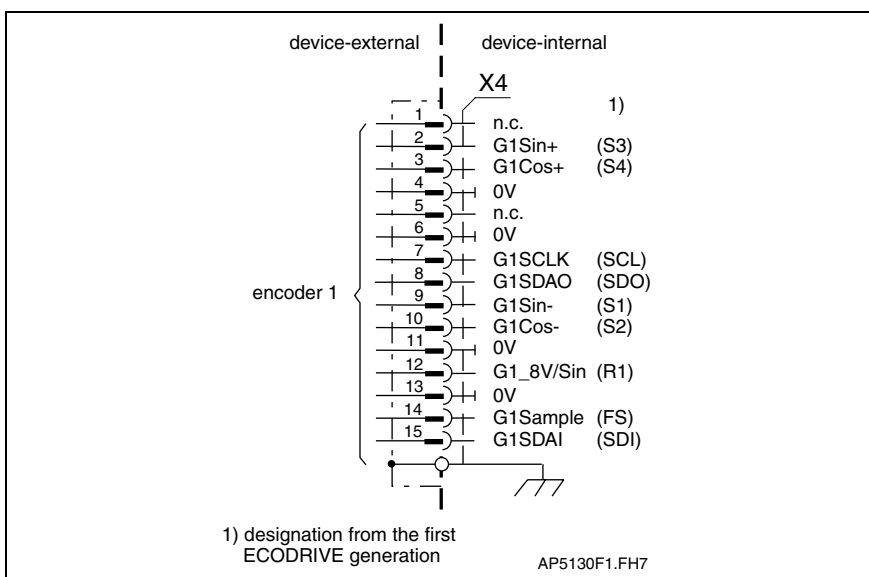 device-external device-internal
X4
1)
1 n.c.
2 G1Sin+ (S3)
3 G1Cos+ (S4)
4 0V
5 n.c.
6 0V
7 G1SCLK (SCL)
8 G1SDAO (SDO)
encoder 1
9 G1Sin- (S1)
10 G1Cos- (S2)
11 0V
12 G1_8V/Sin (R1)
13 0V
14 G1Sample (FS)
15 G1SDAI (SDI)
1) designation from the first
ECODRIVE generation
AP5130F1.FH7